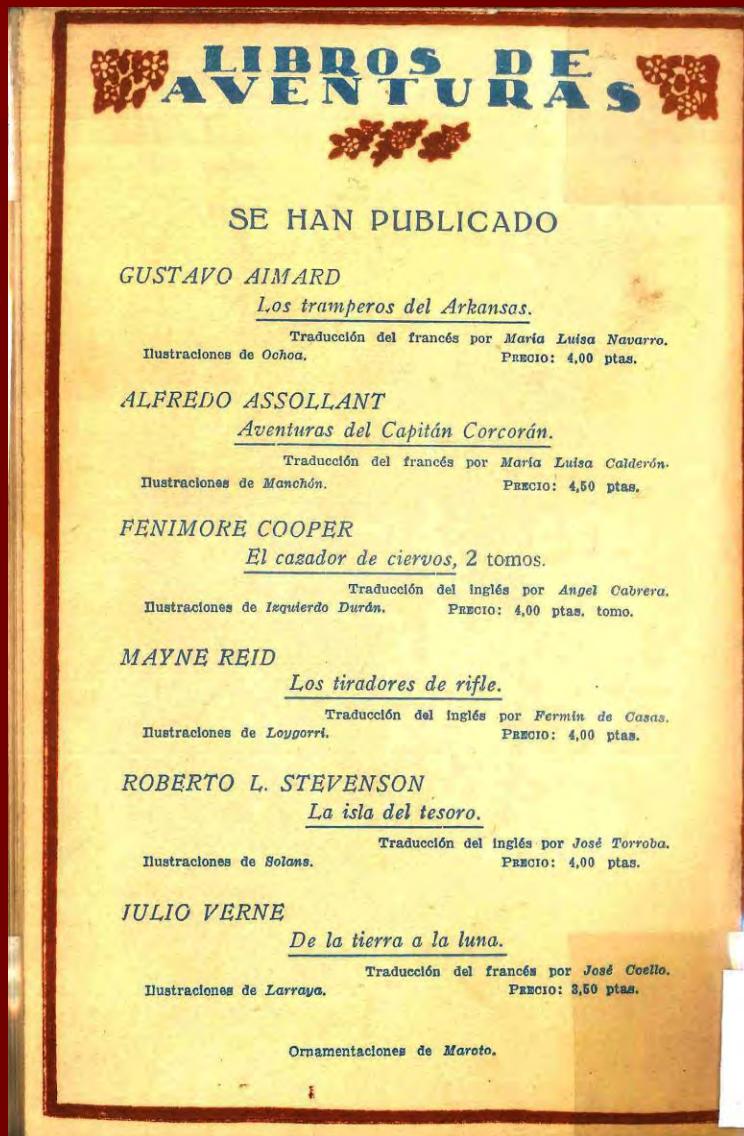 LIBROS DE
AVENTURAS
SE HAN PUBLICADO
GUSTAVO AIMARD
Los tramperos del Arkansas.
Traducción del francés por María Luisa Navarro.
Ilustraciones de Ochoa. PRECIO: 4,00 ptas.
ALFREDO ASSOLLANT
Aventuras del Capitán Corcorán.
Traducción del francés por María Luisa Calderón.
Ilustraciones de Manchón. PRECIO: 4,50 ptas.
FENIMORE COOPER
El cazador de ciervos, 2 tomos.
Traducción del inglés por Angel Cabrera.
Ilustraciones de Izquierdo Durán. PRECIO: 4,00 ptas. tomo.
MAYNE REID
Los tiradores de rifle.
Traducción del inglés por Fermín de Casas.
Ilustraciones de Loygorri. PRECIO: 4,00 ptas.
ROBERTO L. STEVENSON
La isla del tesoro.
Traducción del inglés por José Torroba.
Ilustraciones de Solans. PRECIO: 4,00 ptas.
JULIO VERNE
De la tierra a la luna.
Traducción del francés por José Coello.
Ilustraciones de Larraya. PRECIO: 3,50 ptas.
Ornamentaciones de Maroto.